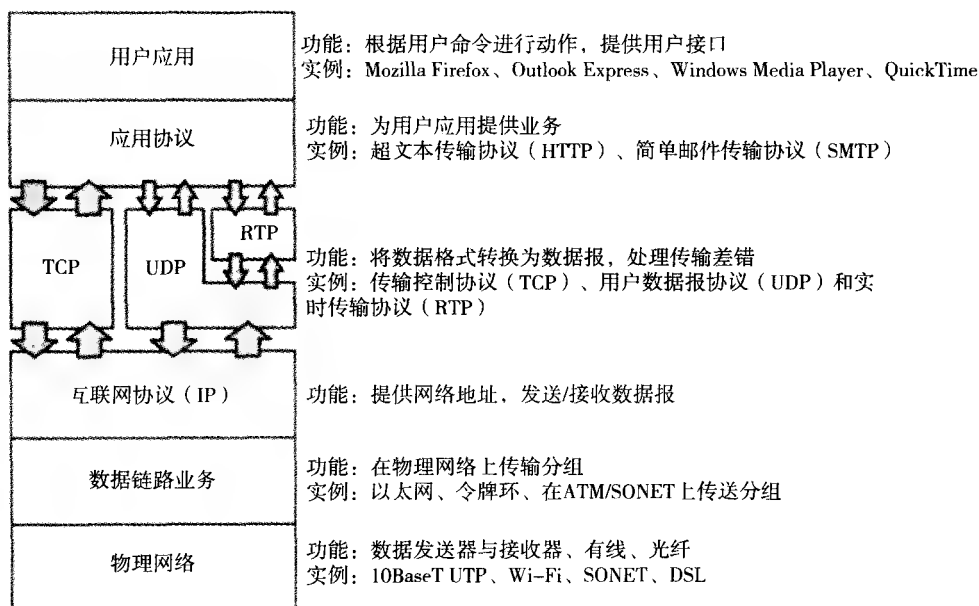 用户应用
功能：根据用户命令进行动作，提供用户接口
实例：Mozilla Firefox、Outlook Express、Windows Media Player、QuickTime
应用协议
功能：为用户应用提供业务
实例：超文本传输协议（HTTP）、简单邮件传输协议（SMTP）
TCP
UDP
RTP
功能：将数据格式转换为数据报，处理传输差错
实例：传输控制协议（TCP）、用户数据报协议（UDP）和实
时传输协议（RTP）
互联网协议（IP）
功能：提供网络地址，发送/接收数据报
数据链路业务
功能：在物理网络上传输分组
实例：以太网、令牌环、在ATM/SONET上传送分组
物理网络
功能：数据发送器与接收器、有线、光纤
实例：10BaseT UTP、Wi-Fi、SONET、DSL